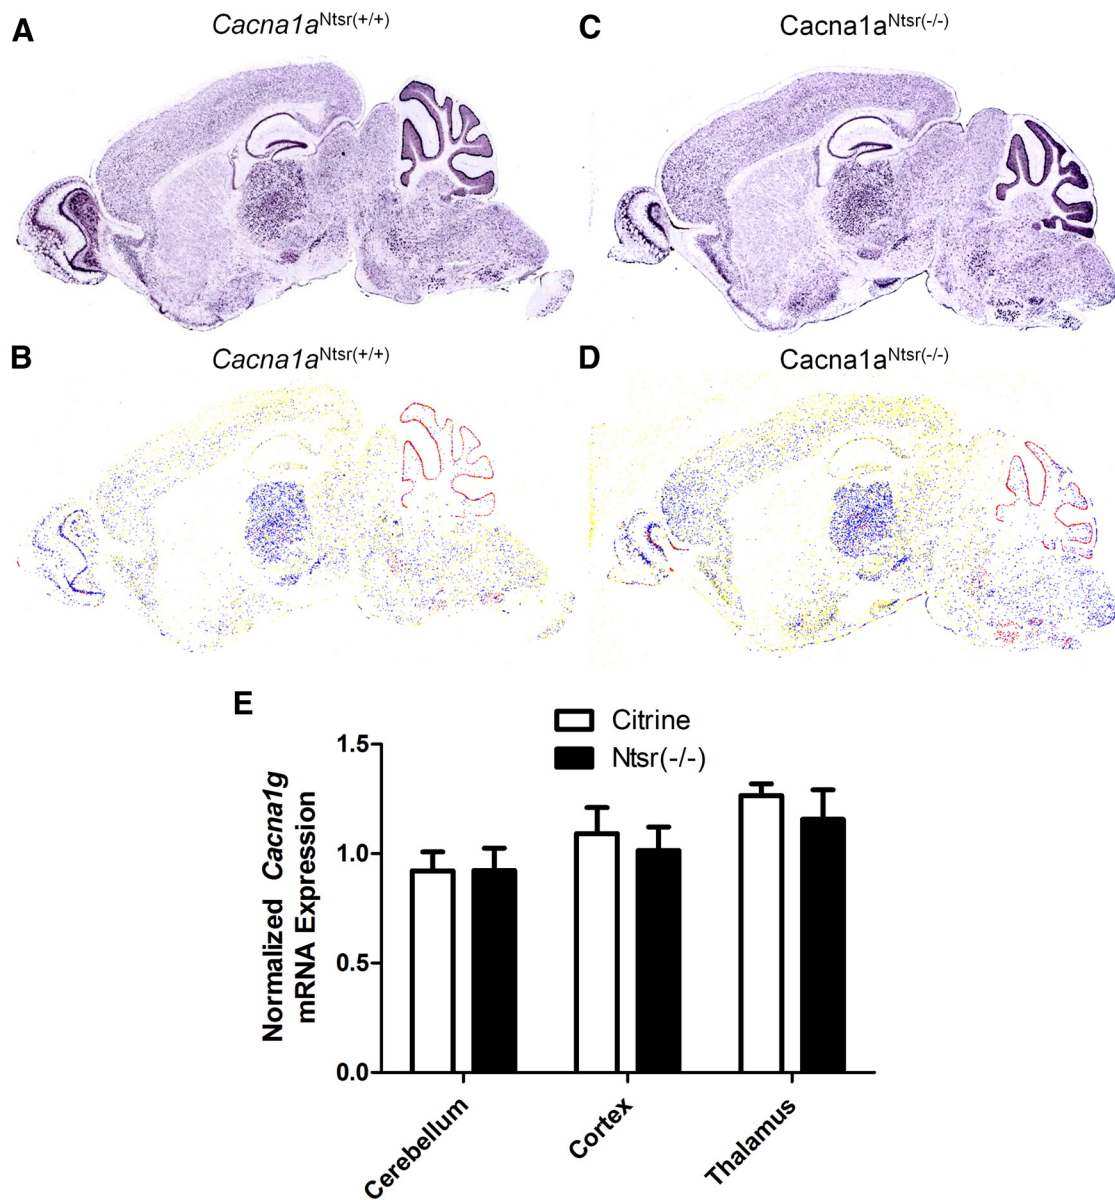 A
Cacna1aNtsr(+/+)
C
Cacna1aNtsr(-/-)
B
Cacna1aNtsr(+/+)
D
Cacna1aNtsr(-/-)
E
Citrine
Ntsr(-/-)
Normalized Cacna1g
mRNA Expression
1.5
1.0
0.5
0.0
Cerebellum
Cortex
Thalamus